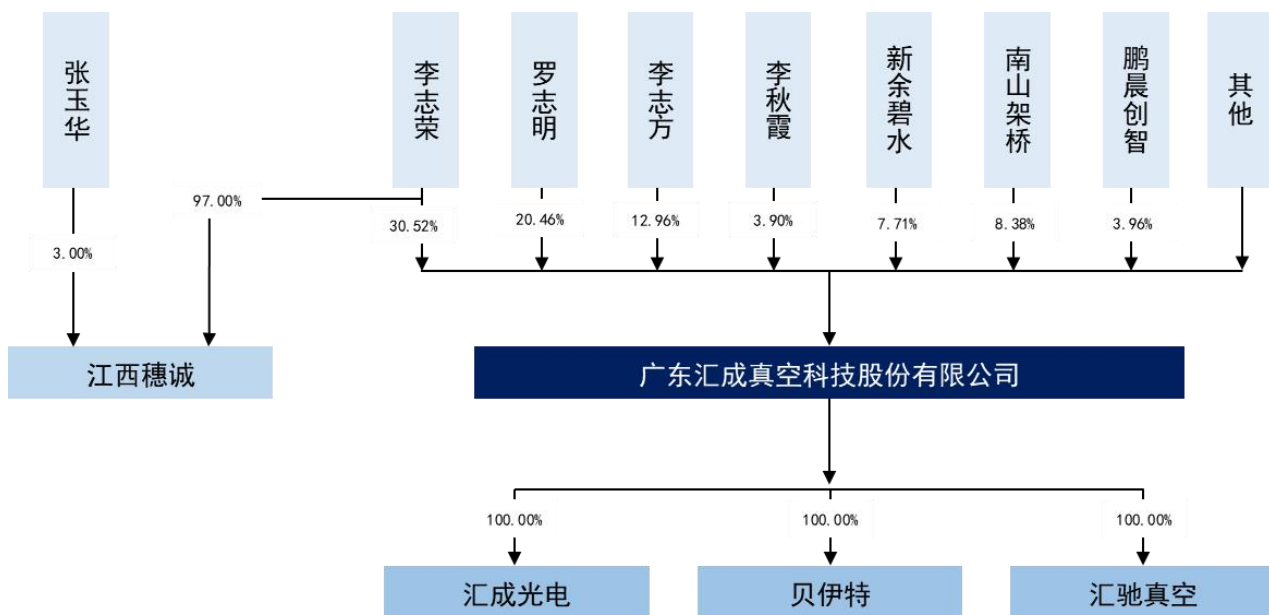 张玉华
李志荣
罗志明
李志方
李秋霞
新余碧水
南山架桥
鹏晨创智
其他
97.00%
3.00%
30.52%
20.46%
12.96%
3.90%
7.71%
8.38%
3.96%
江西穗诚
广东汇成真空科技股份有限公司
100.00%
100.00%
100.00%
汇成光电
贝伊特
汇驰真空